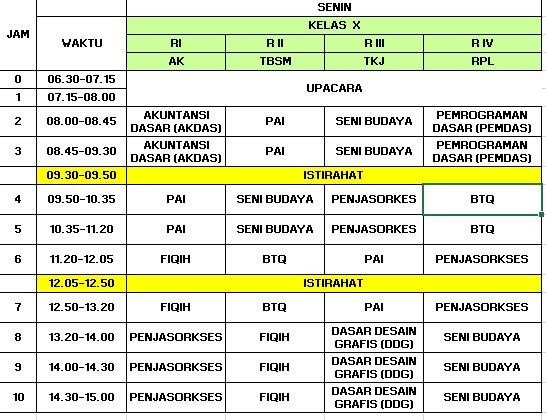 SENIN
JAM WAKTU KELAS X
RI R II R III R IV
AK TBSM TKJ RPL
0 06.30-07.15 UPACARA
1 07.15-08.00
2 08.00-08.45 AKUNTANSI DASAR (AKDAS) PAI SENI BUDAYA PEMROGRAMAN DASAR (PEMDAS)
3 08.45-09.30 AKUNTANSI DASAR (AKDAS) PAI SENI BUDAYA PEMROGRAMAN DASAR (PEMDAS)
09.30-09.50 ISTIRAHAT
4 09.50-10.35 PAI SENI BUDAYA PENJASORKES BTQ
5 10.35-11.20 PAI SENI BUDAYA PENJASORKES BTQ
6 11.20-12.05 FIQIH BTQ PAI PENJASORKSES
12.05-12.50 ISTIRAHAT
7 12.50-13.20 FIQIH BTQ PAI PENJASORKSES
8 13.20-14.00 PENJASORKSES FIQIH DASAR DESAIN GRAFIS (DDG) SENI BUDAYA
9 14.00-14.30 PENJASORKSES FIQIH DASAR DESAIN GRAFIS (DDG) SENI BUDAYA
10 14.30-15.00 PENJASORKSES FIQIH DASAR DESAIN GRAFIS (DDG) SENI BUDAYA